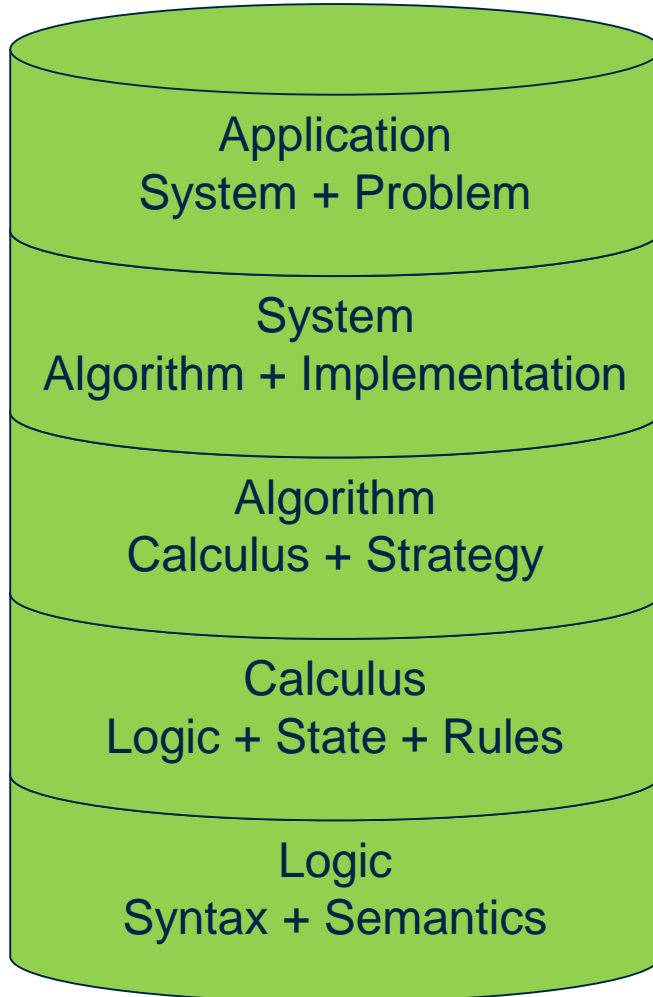 Application
System + Problem
System
Algorithm + Implementation
Algorithm
Calculus + Strategy
Calculus
Logic + State + Rules
Logic
Syntax + Semantics